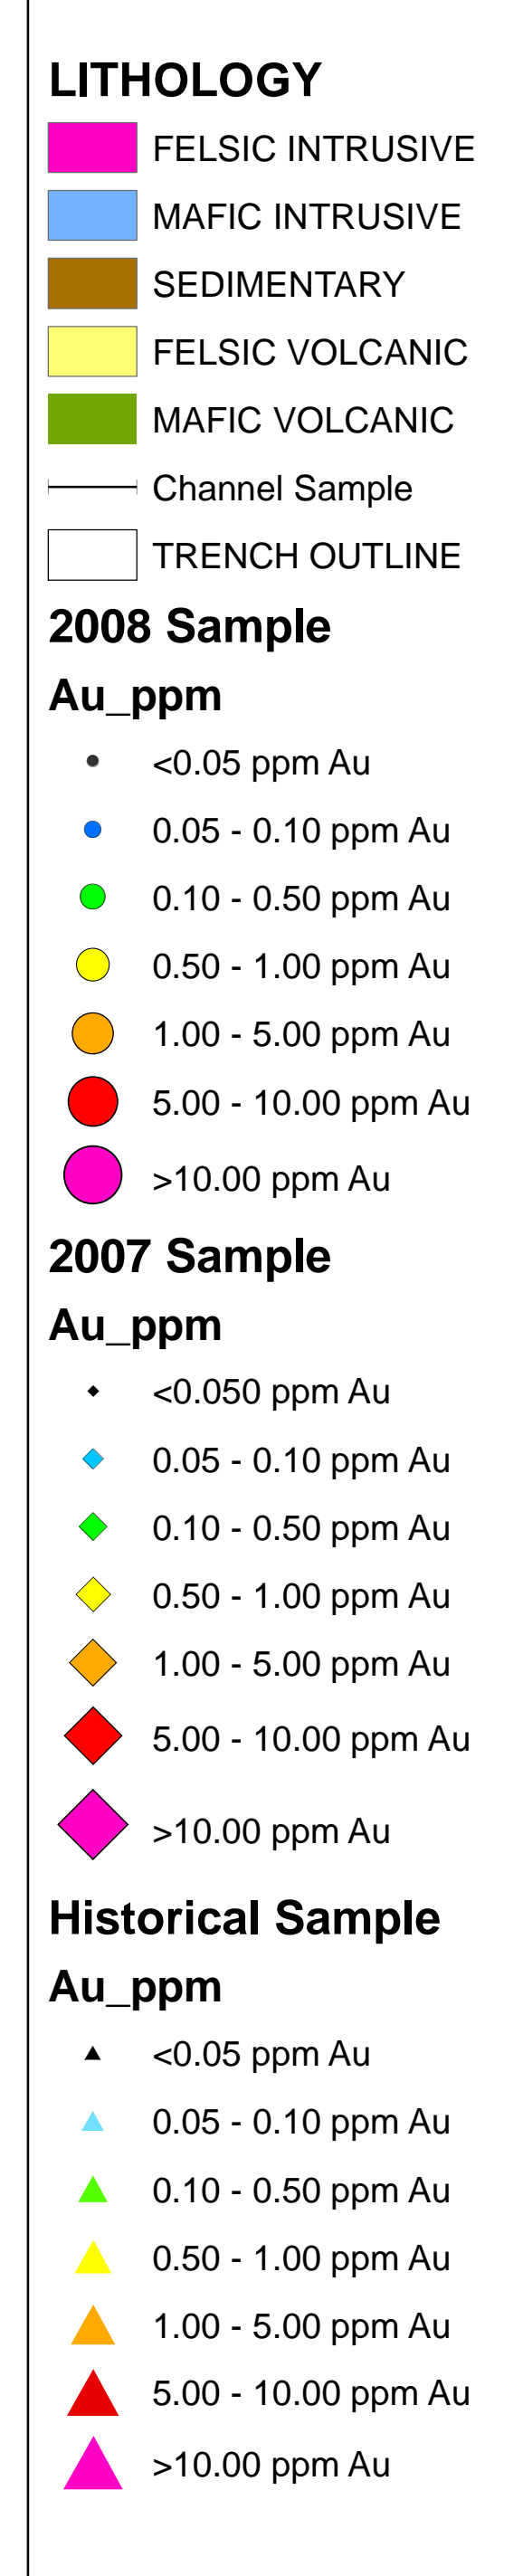 LITHOLOGY
FELSIC INTRUSIVE
MAFIC INTRUSIVE
SEDIMENTARY
FELSIC VOLCANIC
MAFIC VOLCANIC
Channel Sample
TRENCH OUTLINE
2008 Sample
Au_ppm
<0.05 ppm Au
0.05 - 0.10 ppm Au
0.10 - 0.50 ppm Au
0.50 - 1.00 ppm Au
1.00 - 5.00 ppm Au
5.00 - 10.00 ppm Au
>10.00 ppm Au
2007 Sample
Au_ppm
<0.050 ppm Au
0.05 - 0.10 ppm Au
0.10 - 0.50 ppm Au
0.50 - 1.00 ppm Au
1.00 - 5.00 ppm Au
5.00 - 10.00 ppm Au
>10.00 ppm Au
Historical Sample
Au_ppm
<0.05 ppm Au
0.05 - 0.10 ppm Au
0.10 - 0.50 ppm Au
0.50 - 1.00 ppm Au
1.00 - 5.00 ppm Au
5.00 - 10.00 ppm Au
>10.00 ppm Au